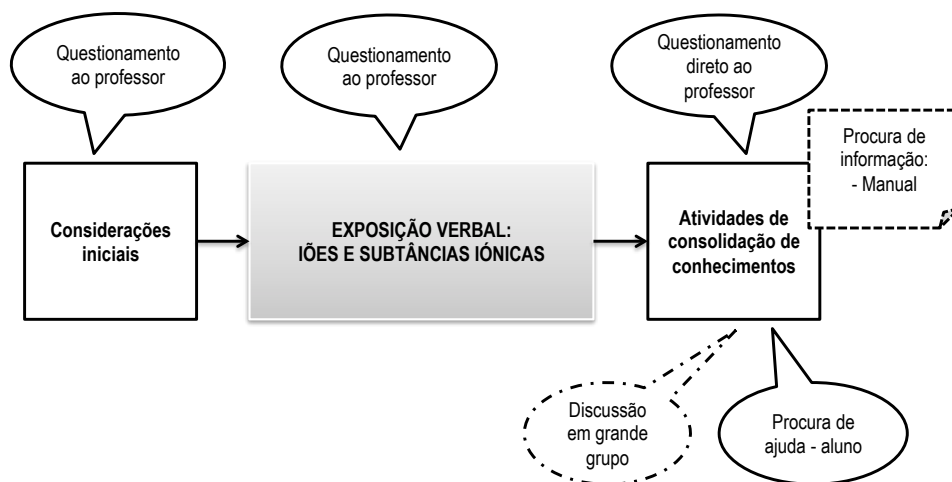 Questionamento
ao professor
Questionamento
ao professor
Questionamento
direto ao
professor
Procura de
informação:
- Manual
Considerações
iniciais
EXPOSIÇÃO VERBAL:
IÕES E SUBTÂNCIAS IÓNICAS
Atividades de
consolidação de
conhecimentos
Discussão
em grande
grupo
Procura de
ajuda - aluno